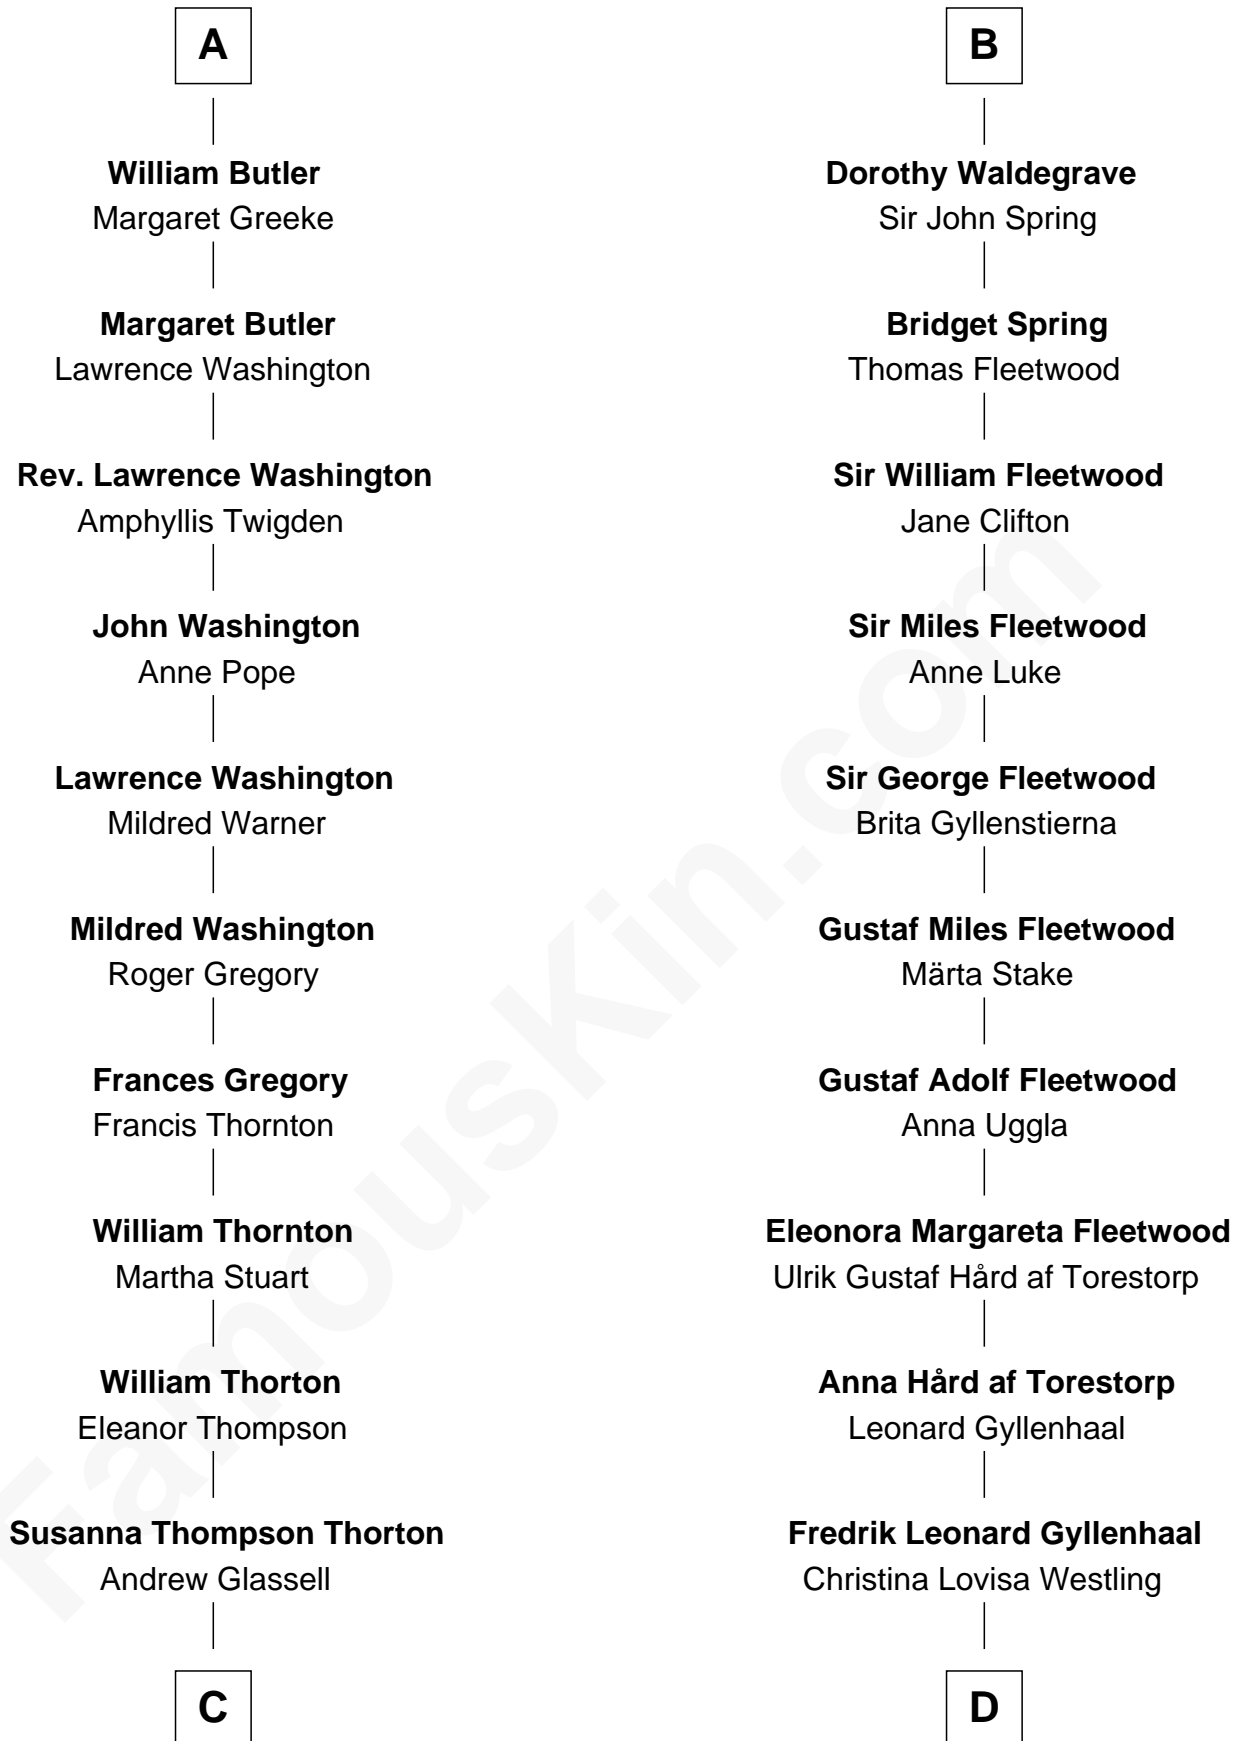 A
William Butler
Margaret Greeke
Margaret Butler
Lawrence Washington
Rev. Lawrence Washington
Amphyllis Twigden
John Washington
Anne Pope
Lawrence Washington
Mildred Warner
Mildred Washington
Roger Gregory
Frances Gregory
Francis Thornton
William Thornton
Martha Stuart
William Thorton
Eleanor Thompson
Susanna Thompson Thorton
Andrew Glassell
C
B
Dorothy Waldegrave
Sir John Spring
Bridget Spring
Thomas Fleetwood
Sir William Fleetwood
Jane Clifton
Sir Miles Fleetwood
Anne Luke
Sir George Fleetwood
Brita Gyllenstierna
Gustaf Miles Fleetwood
Märta Stake
Gustaf Adolf Fleetwood
Anna Uggla
Eleonora Margareta Fleetwood
Ulrik Gustaf Hård af Torestorp
Anna Hård af Torestorp
Leonard Gyllenhaal
Fredrik Leonard Gyllenhaal
Christina Lovisa Westling
D
FamousKin.com